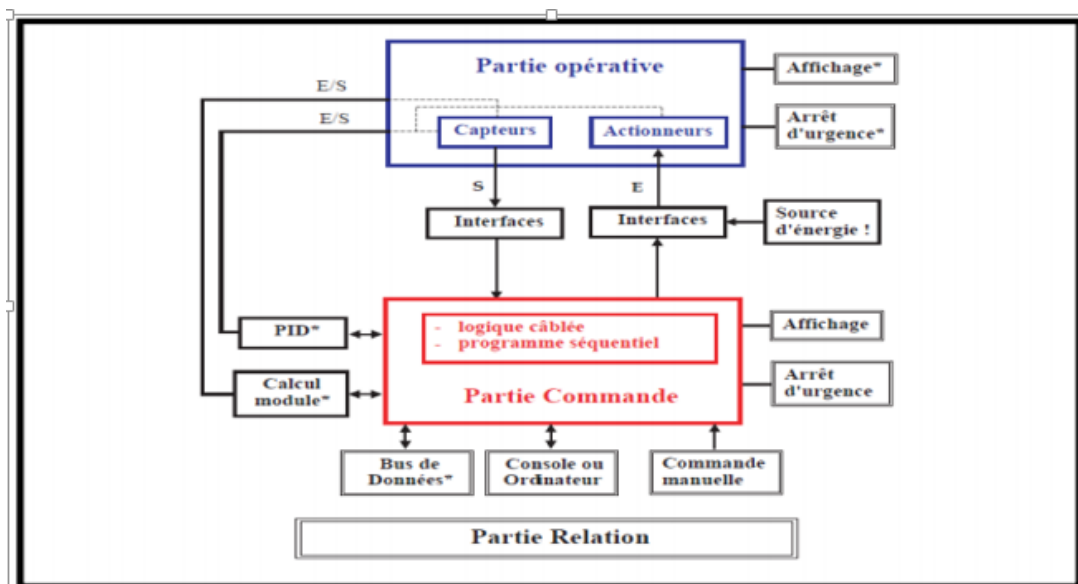 Partie opérative
Affichage*
E/S
E/S
Capteurs
Actionneurs
Arrêt
d'urgence*
S
E
Interfaces
Interfaces
Source
d'énergie !
PID*
- logique câblée
- programme séquentiel
Affichage
Calcul
module*
Partie Commande
Arrêt
d'urgence
Bus de
Données*
Console ou
Ordinateur
Commande
manuelle
Partie Relation